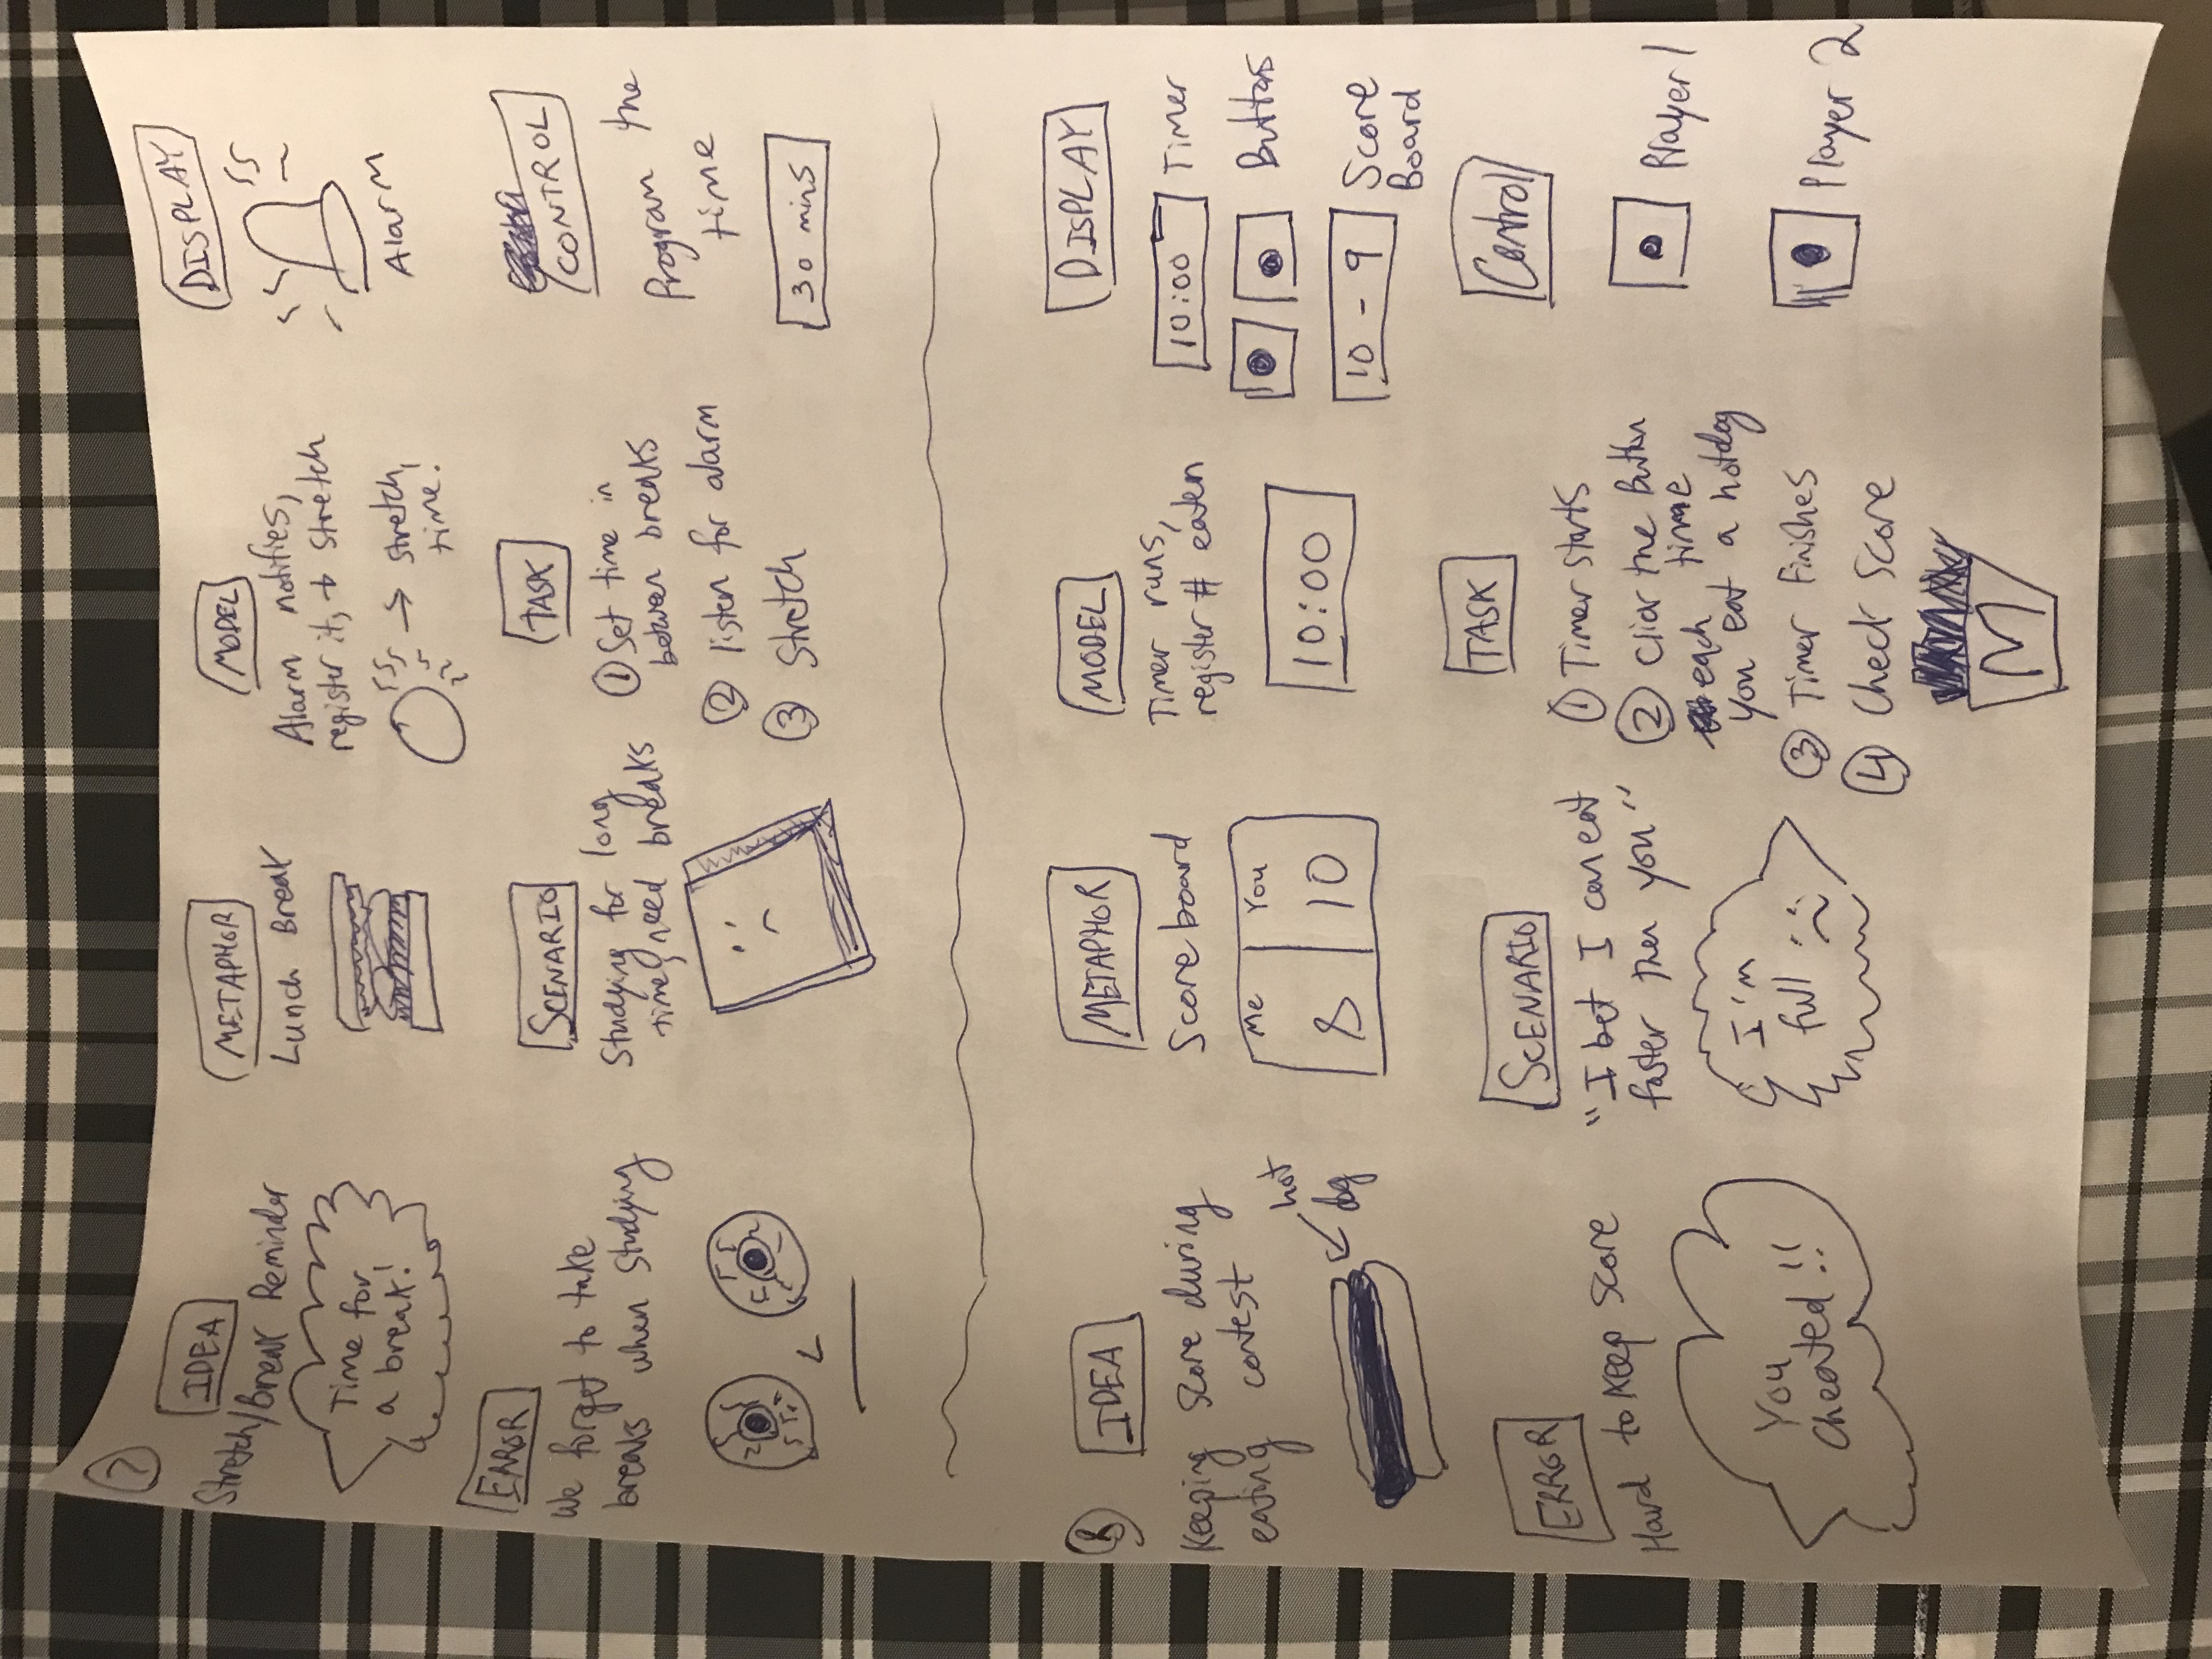 7
IDEA
Stretch/Break Reminder
Time for
a break!
METAPHOR
Lunch Break
MODEL
Alarm notifies,
register it, + stretch
→ stretch,
time!
DISPLAY
Alarm
ERROR
We forget to take
breaks when studying
SCENARIO
Studying for long
time, need breaks
TASK
① Set time in
between breaks
② listen for alarm
③ Stretch
CONTROL
Program the
time
30 mins
8
IDEA
Keeping score during
eating contest
hot
dog
METAPHOR
Score board
Me You
8 10
MODEL
Timer runs,
register # eaten
10:00
DISPLAY
10:00 Timer
Buttons
10 - 9 Score
Board
ERROR
Hard to keep score
You
Cheated!!
SCENARIO
"I bet I can eat
faster then you"
I'm
full
TASK
① Timer starts
② Click the Button
each time
you eat a hotdog
③ Timer Finishes
④ Check Score
M
Control
Player 1
Player 2